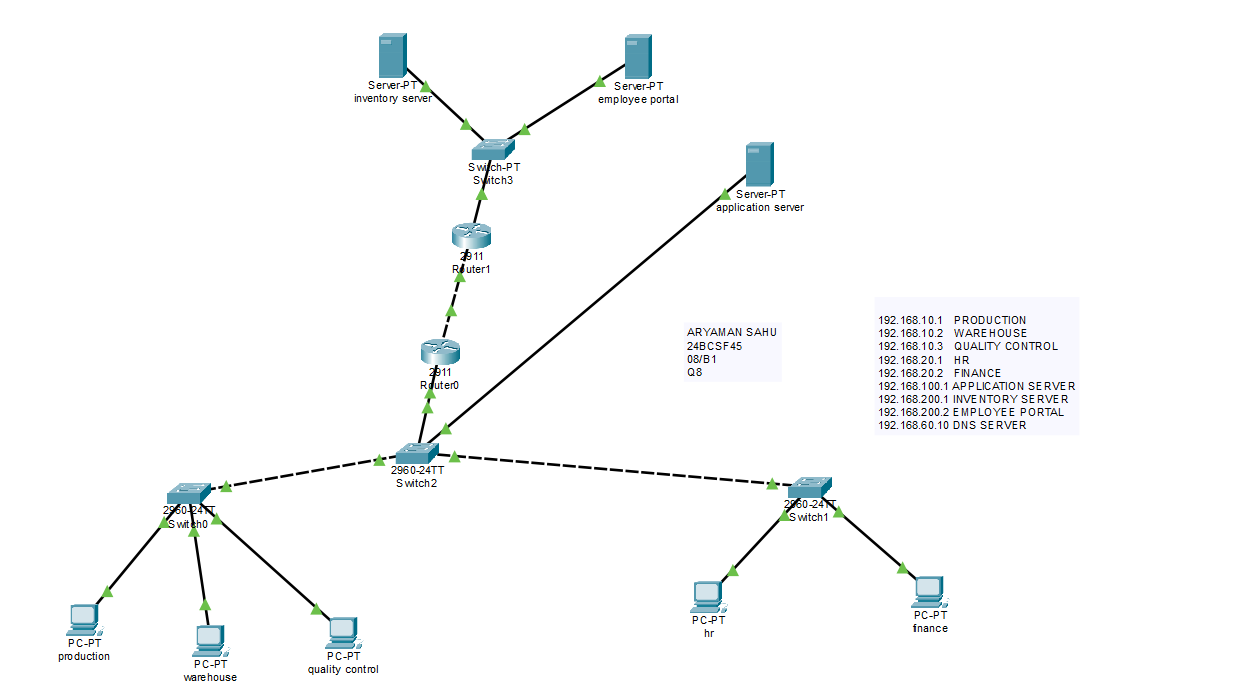 Server-PT
inventory server
Server-PT
employee portal
Switch-PT
Switch3
Server-PT
application server
2911
Router1
ARYAMAN SAHU
24BCSF45
08/B1
Q8
192.168.10.1 PRODUCTION
192.168.10.2 WAREHOUSE
192.168.10.3 QUALITY CONTROL
192.168.20.1 HR
192.168.20.2 FINANCE
192.168.100.1 APPLICATION SERVER
192.168.200.1 INVENTORY SERVER
192.168.200.2 EMPLOYEE PORTAL
192.168.60.10 DNS SERVER
2911
Router0
2960-24TT
Switch2
2960-24TT
Switch0
2960-24TT
Switch1
PC-PT
production
PC-PT
warehouse
PC-PT
quality control
PC-PT
hr
PC-PT
finance